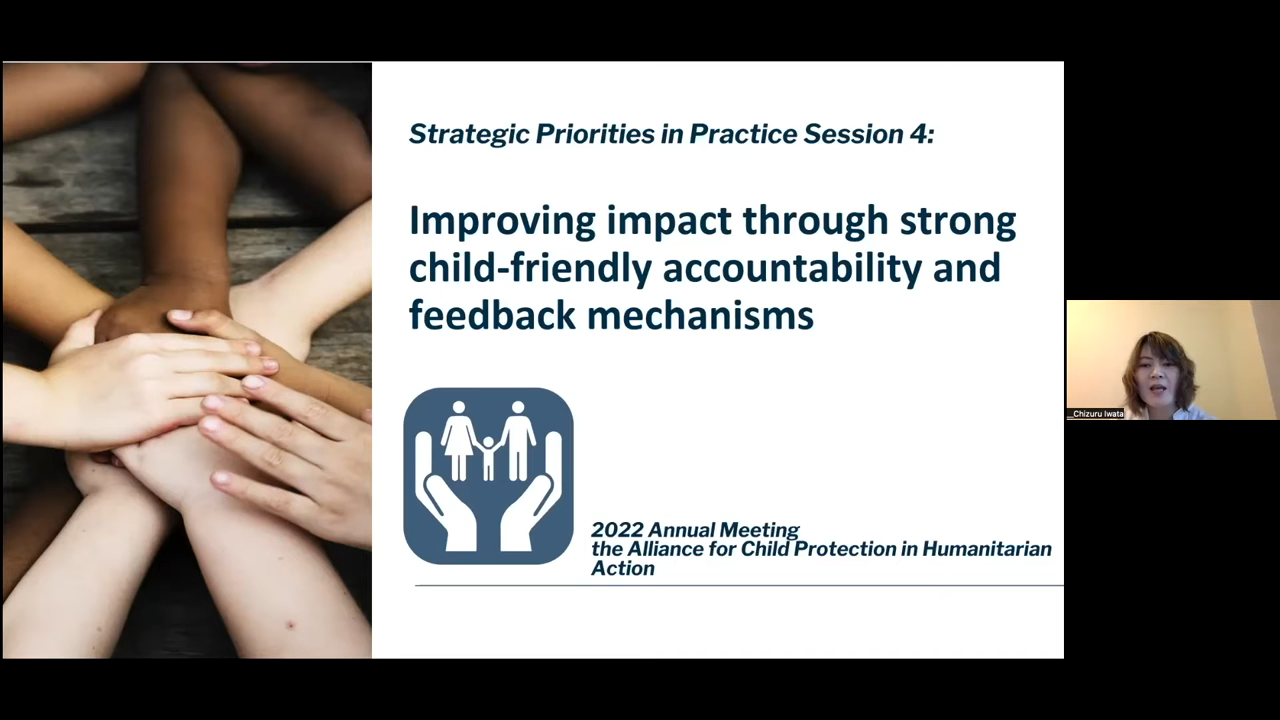 Strategic Priorities in Practice Session 4:
Improving impact through strong
child-friendly accountability and
feedback mechanisms
2022 Annual Meeting
the Alliance for Child Protection in Humanitarian
Action
Chizuru Iwata